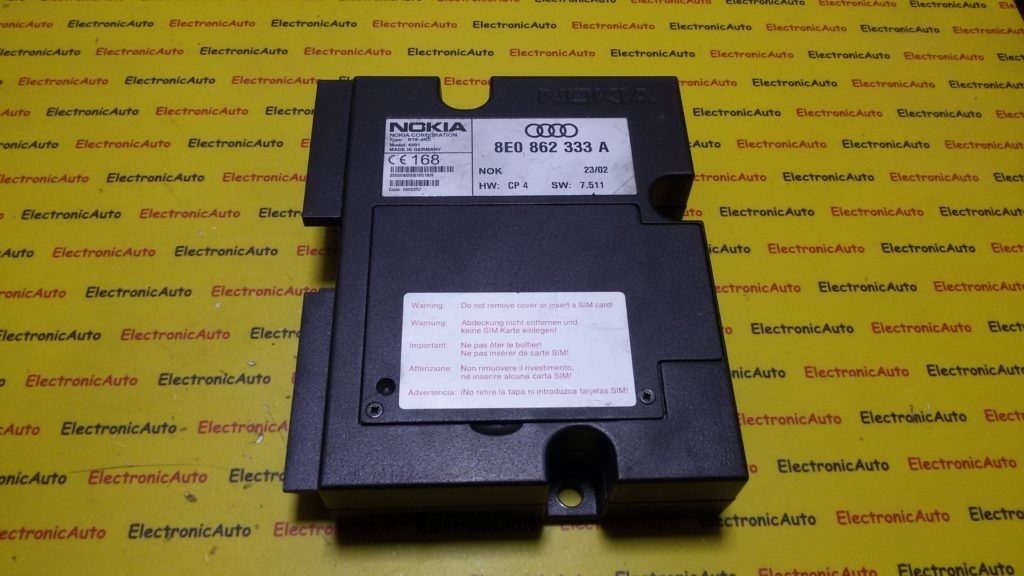 NOKIA
NOKIA
NOKIA CORPORATION
Model: 6091
MADE IN GERMANY
CE 168
8E0 862 333 A
NOK 23/02
HW: CP 4 SW: 7.511
Warning: Do not remove cover or insert a SIM card!
Warnung: Abdeckung nicht entfernen und
keine SIM Karte einlegen!
Important: Ne pas ôter le boîtier!
Ne pas insérer de carte SIM!
Attenzione: Non rimuovere il rivestimento,
né inserire alcuna carta SIM!
Advertencia: ¡No retire la tapa ni introduzca tarjetas SIM!
ElectronicAuto